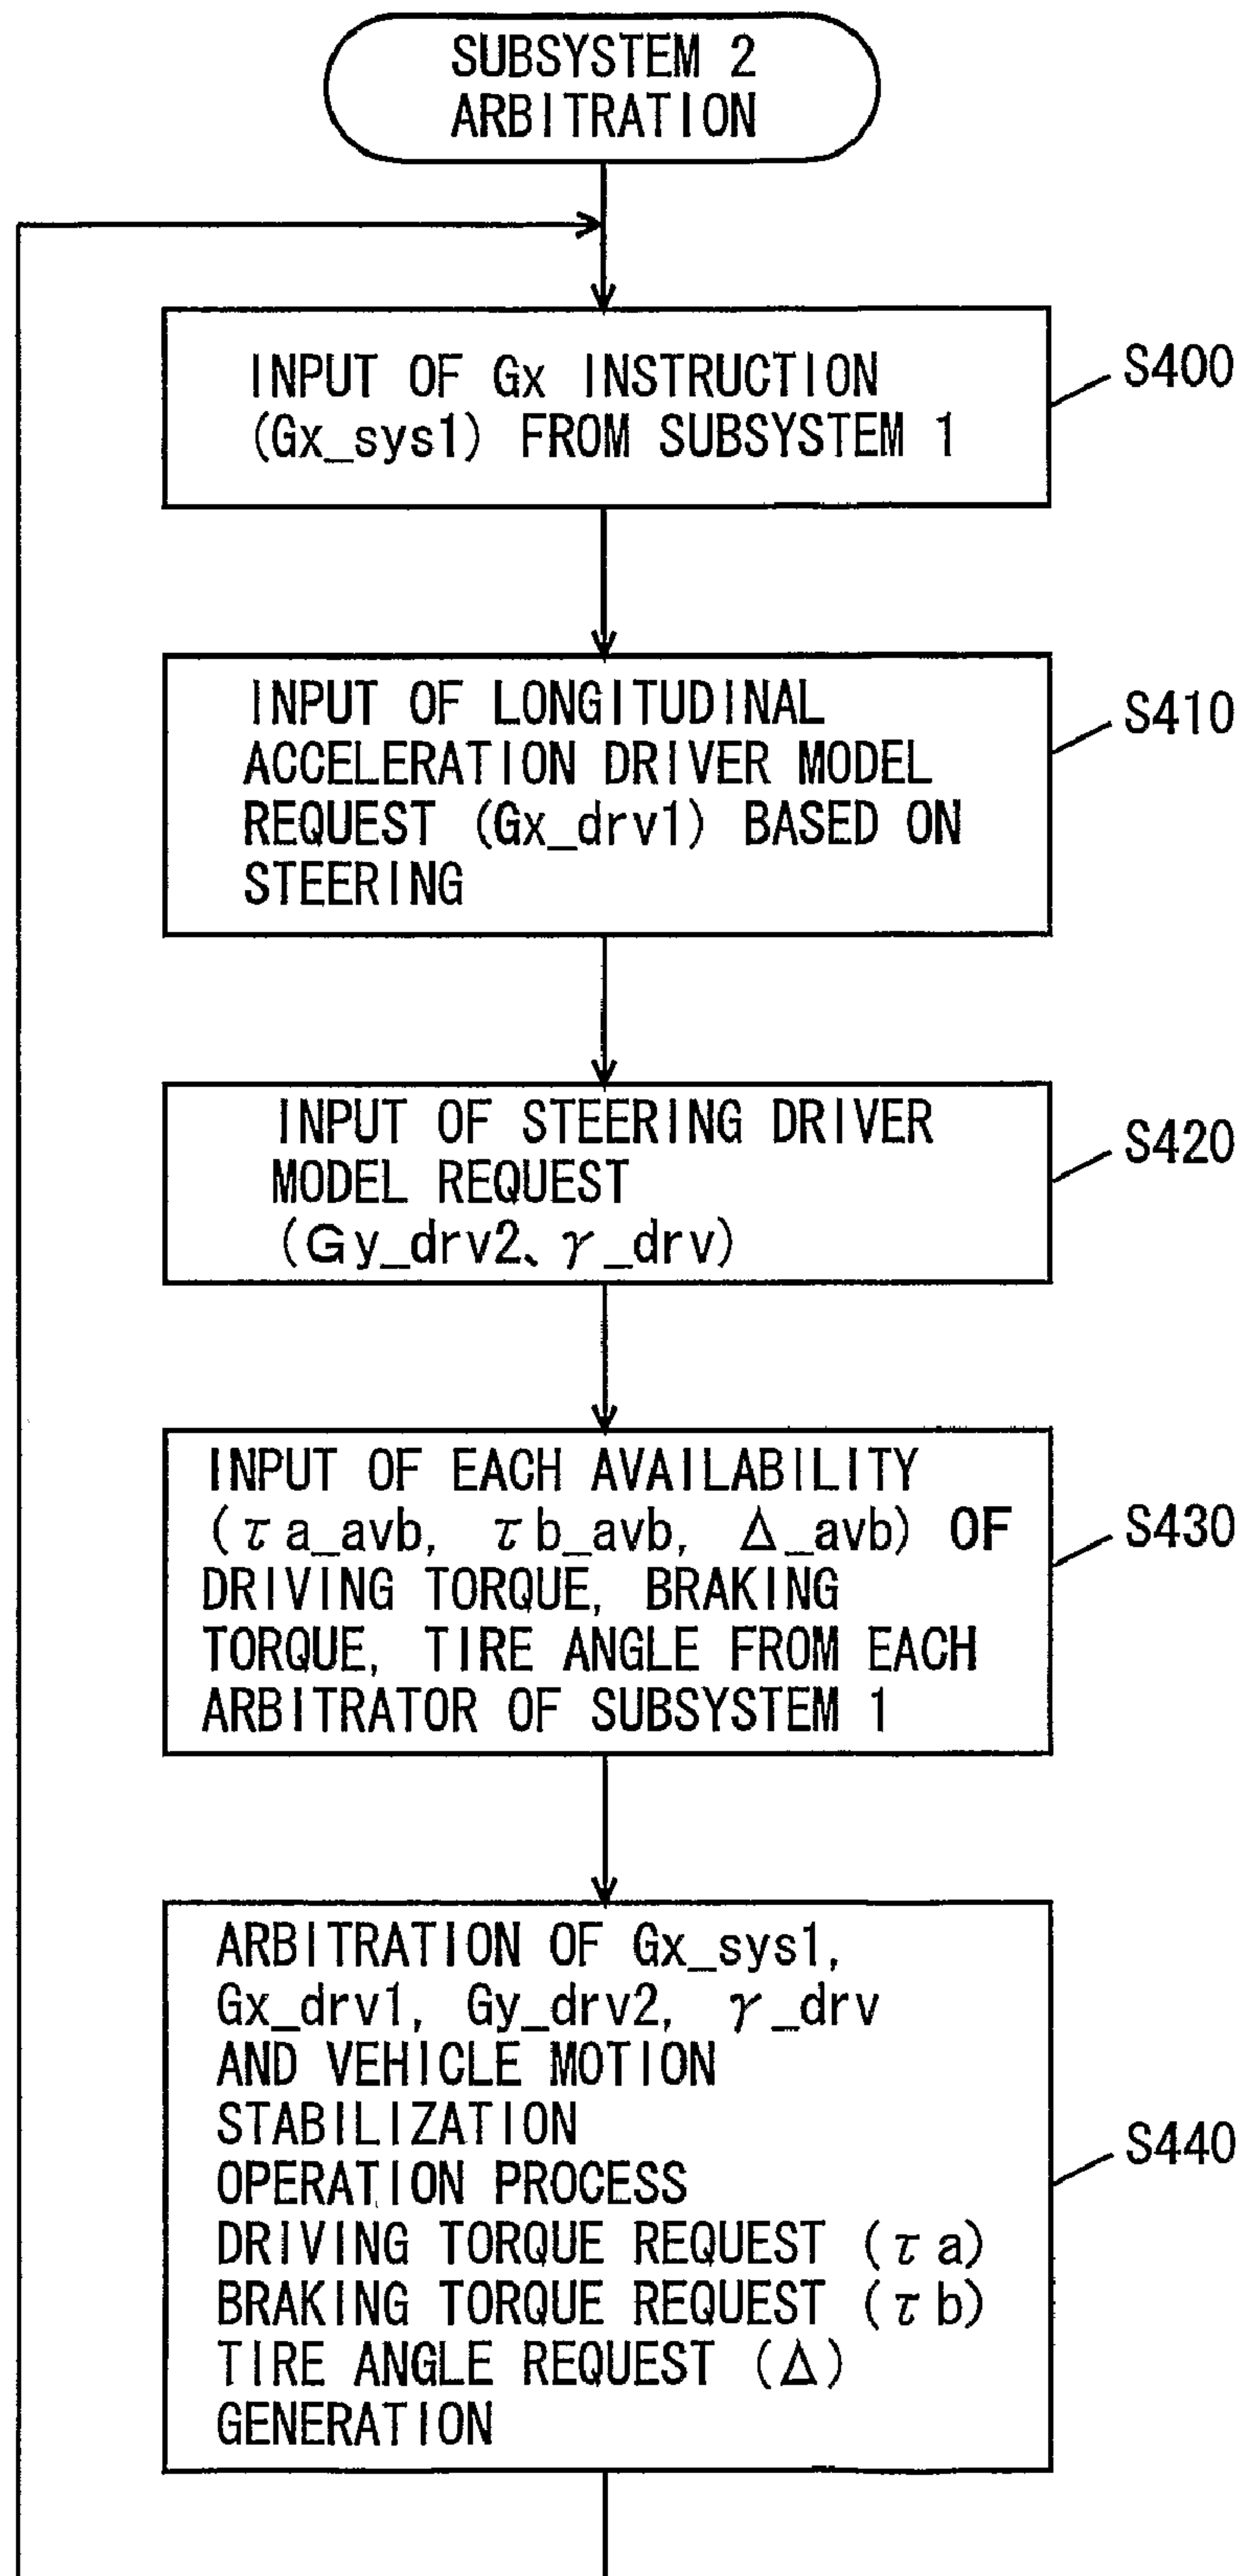 SUBSYSTEM 2
ARBITRATION
INPUT OF Gx INSTRUCTION
(Gx_sys1) FROM SUBSYSTEM 1
S400
INPUT OF LONGITUDINAL
ACCELERATION DRIVER MODEL
REQUEST (Gx_drv1) BASED ON
STEERING
S410
INPUT OF STEERING DRIVER
MODEL REQUEST
(Gy_drv2、γ_drv)
S420
INPUT OF EACH AVAILABILITY
(τa_avb, τb_avb, Δ_avb) OF
DRIVING TORQUE, BRAKING
TORQUE, TIRE ANGLE FROM EACH
ARBITRATOR OF SUBSYSTEM 1
S430
ARBITRATION OF Gx_sys1,
Gx_drv1, Gy_drv2, γ_drv
AND VEHICLE MOTION
STABILIZATION
OPERATION PROCESS
DRIVING TORQUE REQUEST (τa)
BRAKING TORQUE REQUEST (τb)
TIRE ANGLE REQUEST (Δ)
GENERATION
S440